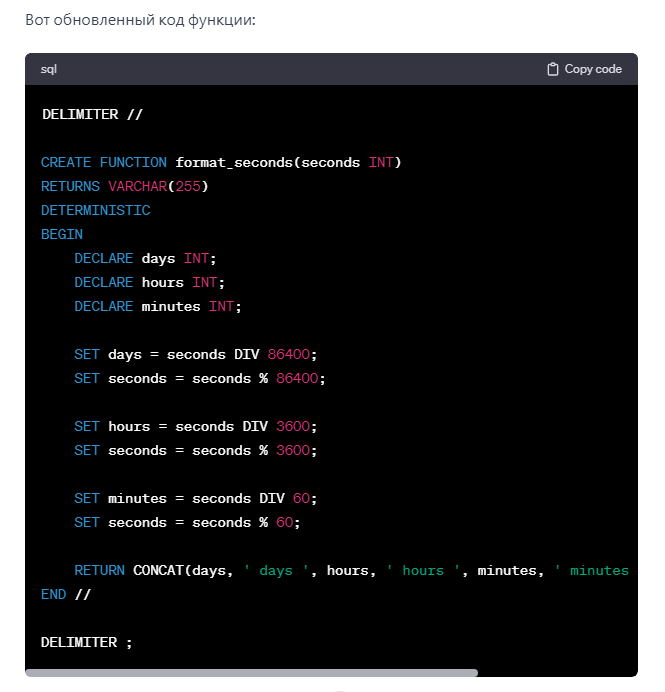 Вот обновленный код функции:
sql
Copy code
DELIMITER //
CREATE FUNCTION format_seconds(seconds INT)
RETURNS VARCHAR(255)
DETERMINISTIC
BEGIN
DECLARE days INT;
DECLARE hours INT;
DECLARE minutes INT;
SET days = seconds DIV 86400;
SET seconds = seconds % 86400;
SET hours = seconds DIV 3600;
SET seconds = seconds % 3600;
SET minutes = seconds DIV 60;
SET seconds = seconds % 60;
RETURN CONCAT(days, ' days ', hours, ' hours ', minutes, ' minutes
END //
DELIMITER ;